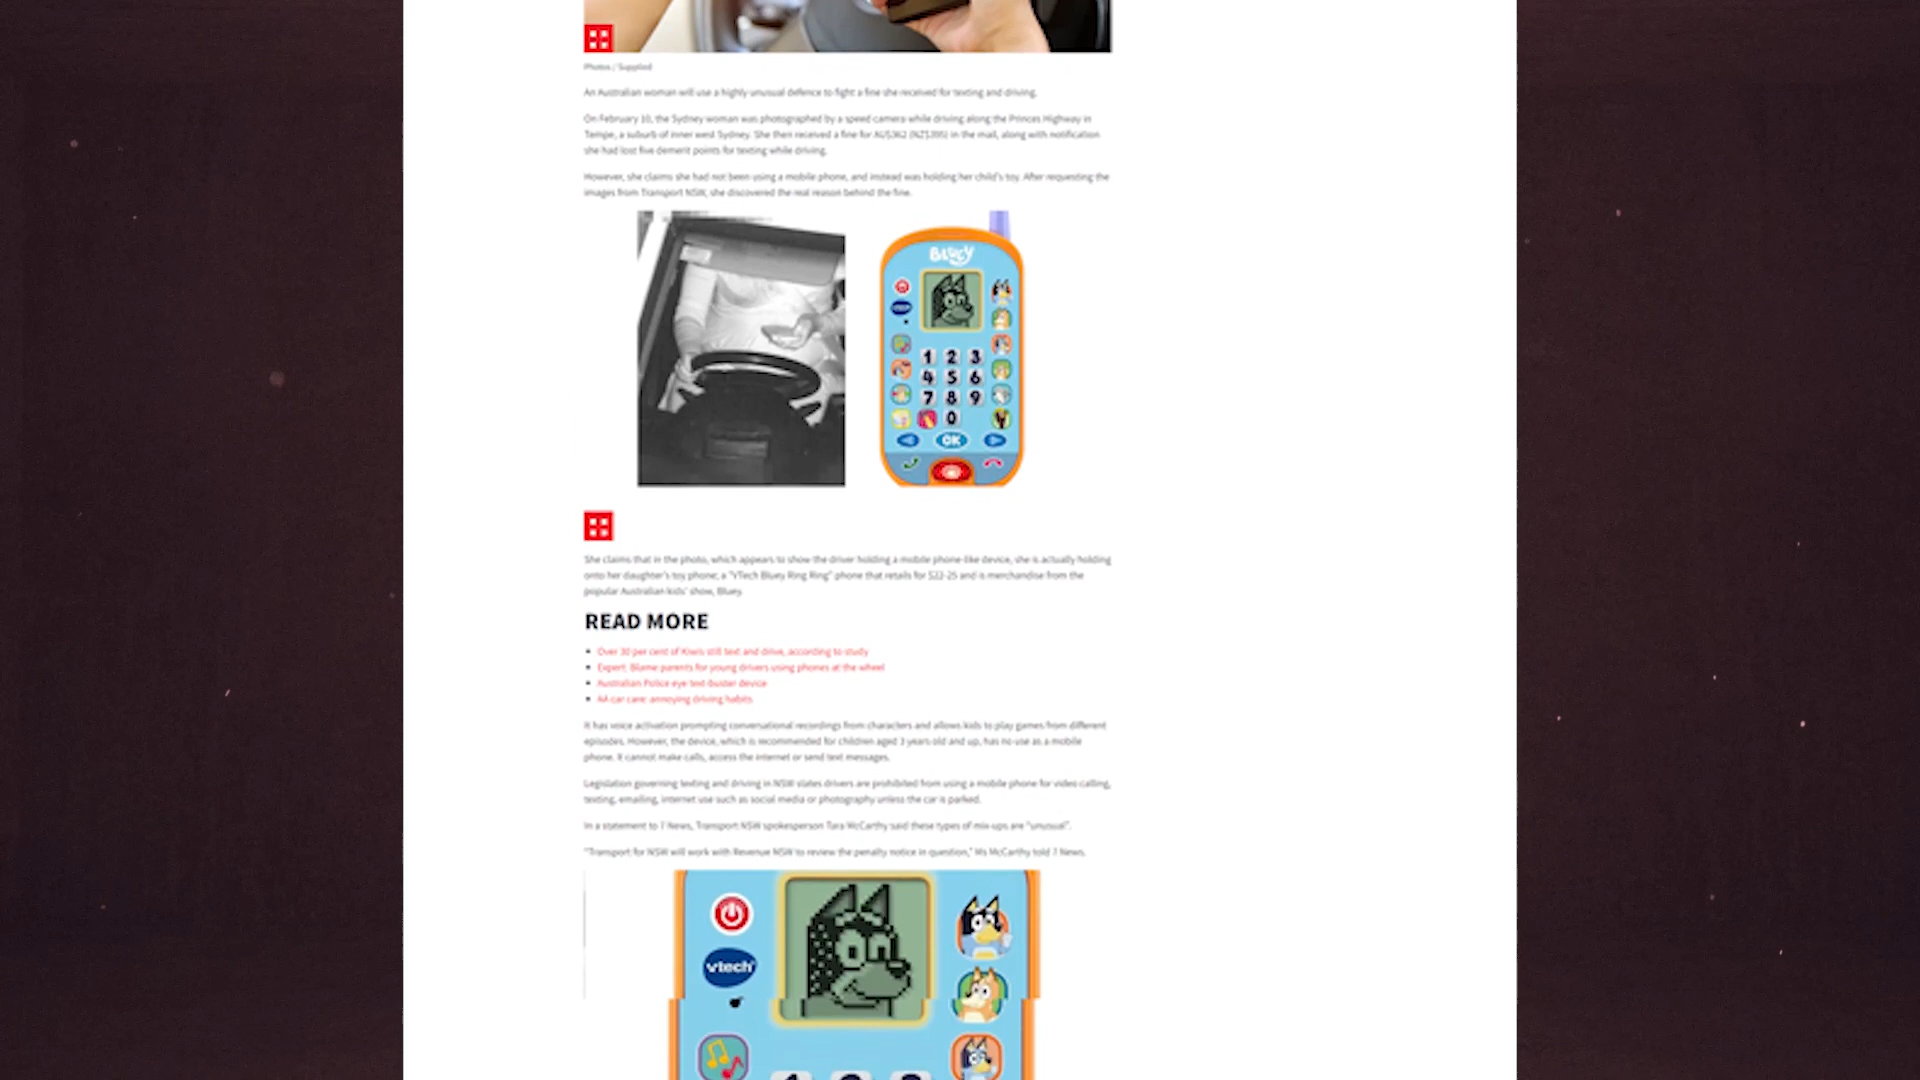 Photos / Supplied
An Australian woman will use a highly unusual defence to fight a fine she received for texting and driving.
On February 10, the Sydney woman was photographed by a speed camera while driving along the Princes Highway in
Tempe, a suburb of inner west Sydney. She then received a fine for AU$362 (NZ$395) in the mail, along with notification
she had lost five demerit points for texting while driving.
However, she claims she had not been using a mobile phone, and instead was holding her child's toy. After requesting the
images from Transport NSW, she discovered the real reason behind the fine.
BLUEY
vtech
1 2 3
4 5 6
7 8 9
0
OK
She claims that in the photo, which appears to show the driver holding a mobile phone-like device, she is actually holding
onto her daughter's toy phone; a "VTech Bluey Ring Ring" phone that retails for $22-25 and is merchandise from the
popular Australian kids' show, Bluey.
READ MORE
Over 30 per cent of Kiwis still text and drive, according to study
Expert: Blame parents for young drivers using phones at the wheel
Australian Police eye text-buster device
AA car care: annoying driving habits
It has voice activation prompting conversational recordings from characters and allows kids to play games from different
episodes. However, the device, which is recommended for children aged 3 years old and up, has no use as a mobile
phone. It cannot make calls, access the internet or send text messages.
Legislation governing texting and driving in NSW states drivers are prohibited from using a mobile phone for video calling,
texting, emailing, internet use such as social media or photography unless the car is parked.
In a statement to 7 News, Transport NSW spokesperson Tara McCarthy said these types of mix-ups are "unusual".
"Transport for NSW will work with Revenue NSW to review the penalty notice in question," Ms McCarthy told 7 News.
vtech